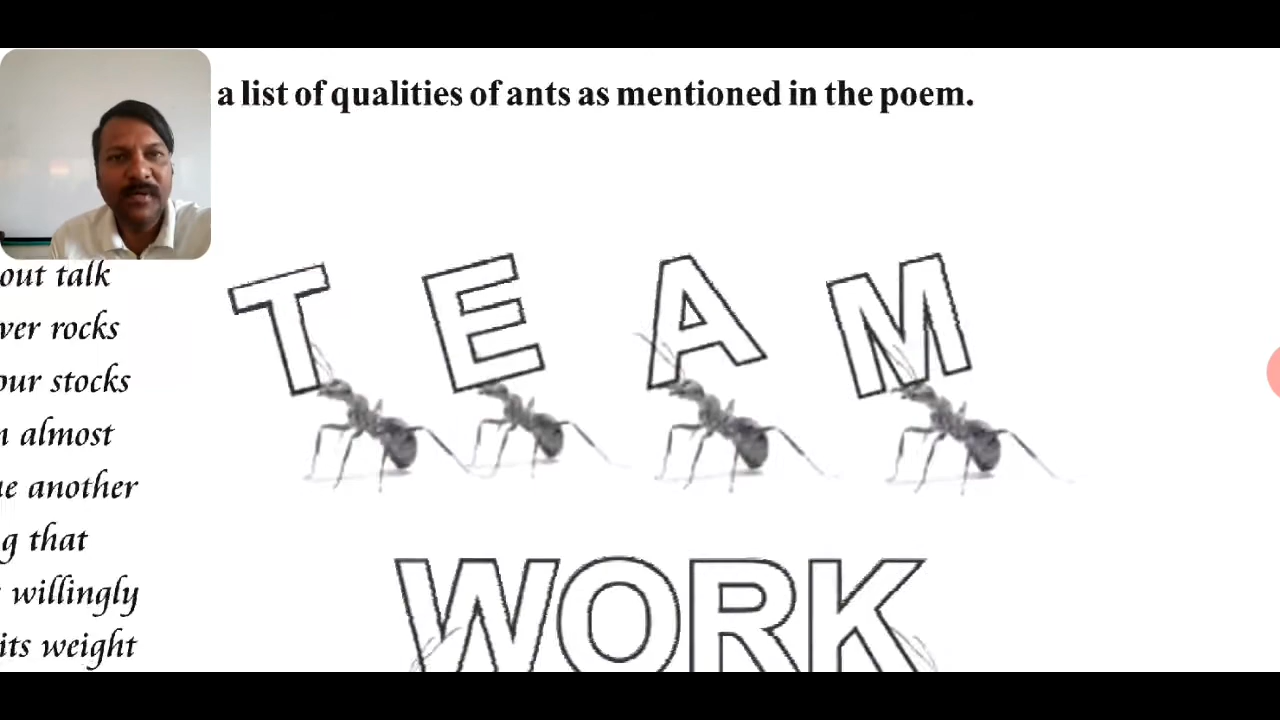 a list of qualities of ants as mentioned in the poem.
out talk
ver rocks
our stocks
almost
another
that
willingly
its weight
TEAM
WORK